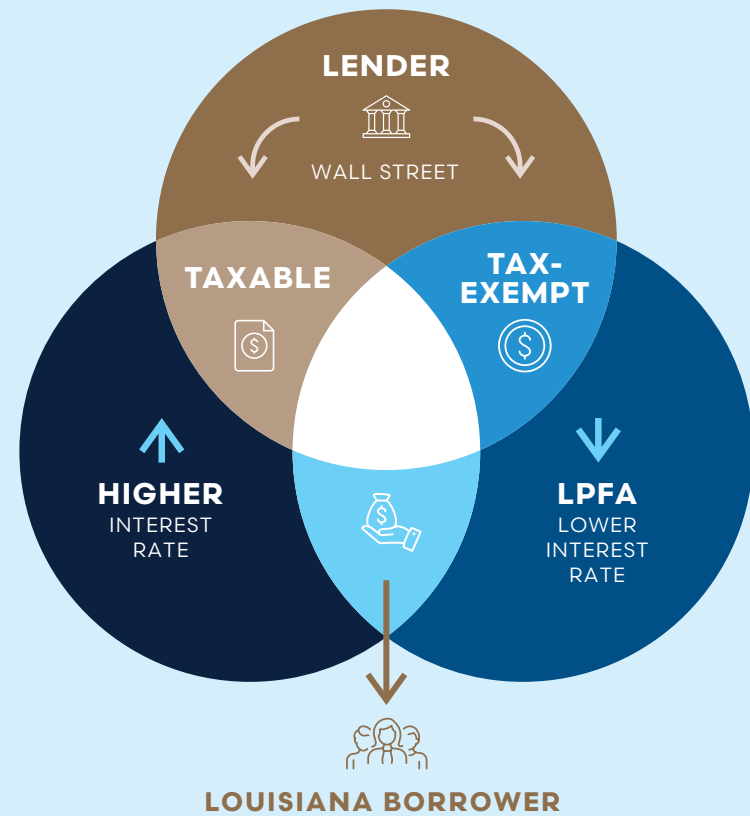 LENDER
WALL STREET
TAXABLE
TAX-
EXEMPT
$
$
$
HIGHER
INTEREST
RATE
LPFA
LOWER
INTEREST
RATE
LOUISIANA BORROWER